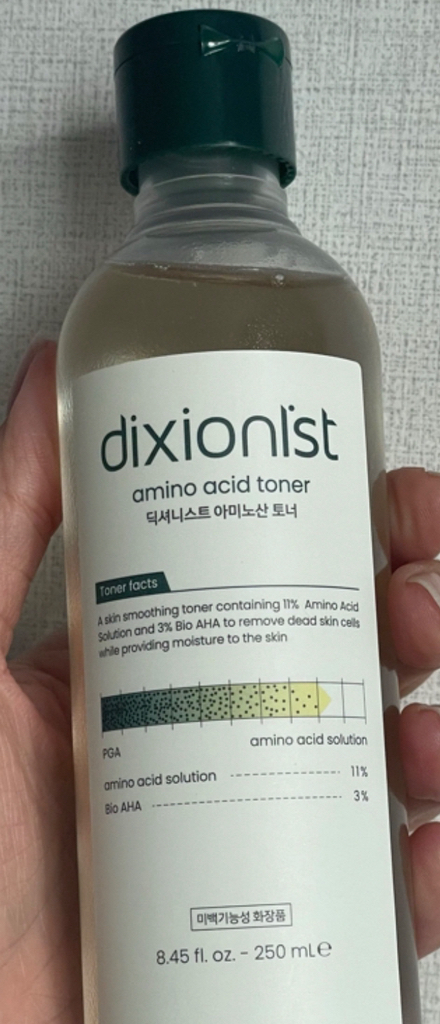 dixionist
amino acid toner
딕셔니스트 아미노산 토너
Toner facts
A skin smoothing toner containing 11% Amino Acid
Solution and 3% Bio AHA to remove dead skin cells
while providing moisture to the skin
PGA amino acid solution
amino acid solution 11%
Bio AHA 3%
미백기능성 화장품
8.45 fl. oz. - 250 mL℮